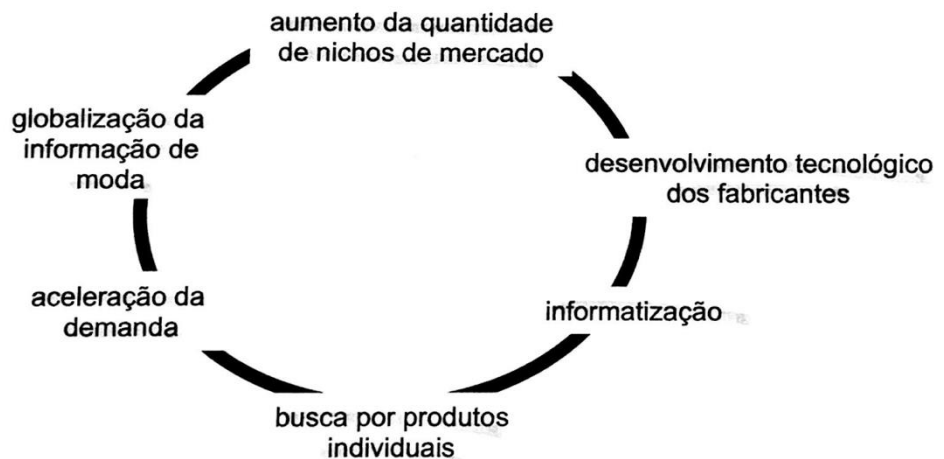 aumento da quantidade
de nichos de mercado
globalização da
informação de
moda
desenvolvimento tecnológico
dos fabricantes
aceleração da
demanda
informatização
busca por produtos
individuais